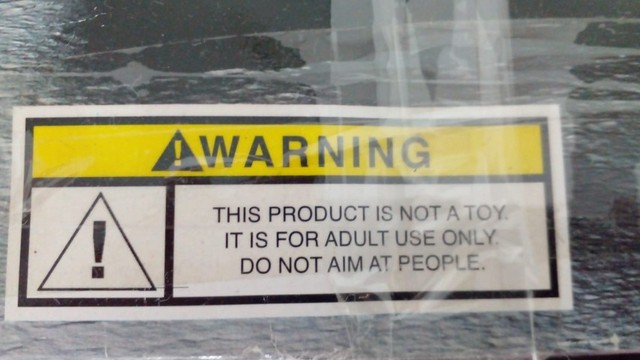 WARNING
THIS PRODUCT IS NOT A TOY.
IT IS FOR ADULT USE ONLY.
DO NOT AIM AT PEOPLE.